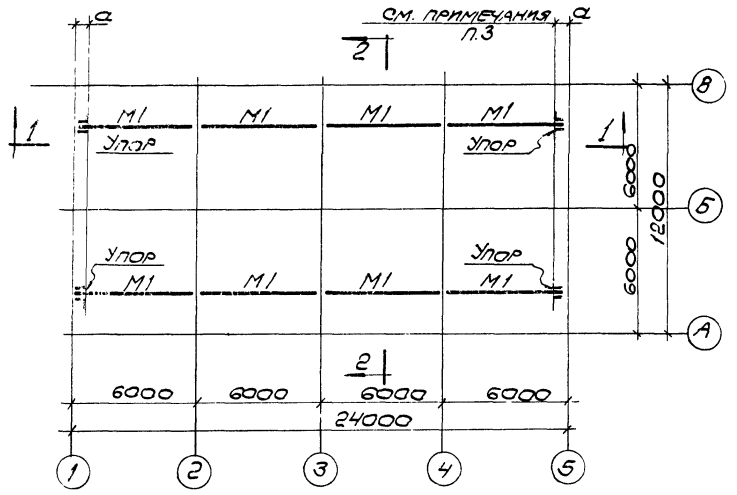 а
СМ. ПРИМЕЧАНИЯ
П.3
а
2
В
1
М1
М1
М1
М1
1
Упор
Упор
6000
12000
Б
Упор
Упор
6000
М1
М1
М1
М1
А
2
6000
6000
6000
6000
24000
1
2
3
4
5